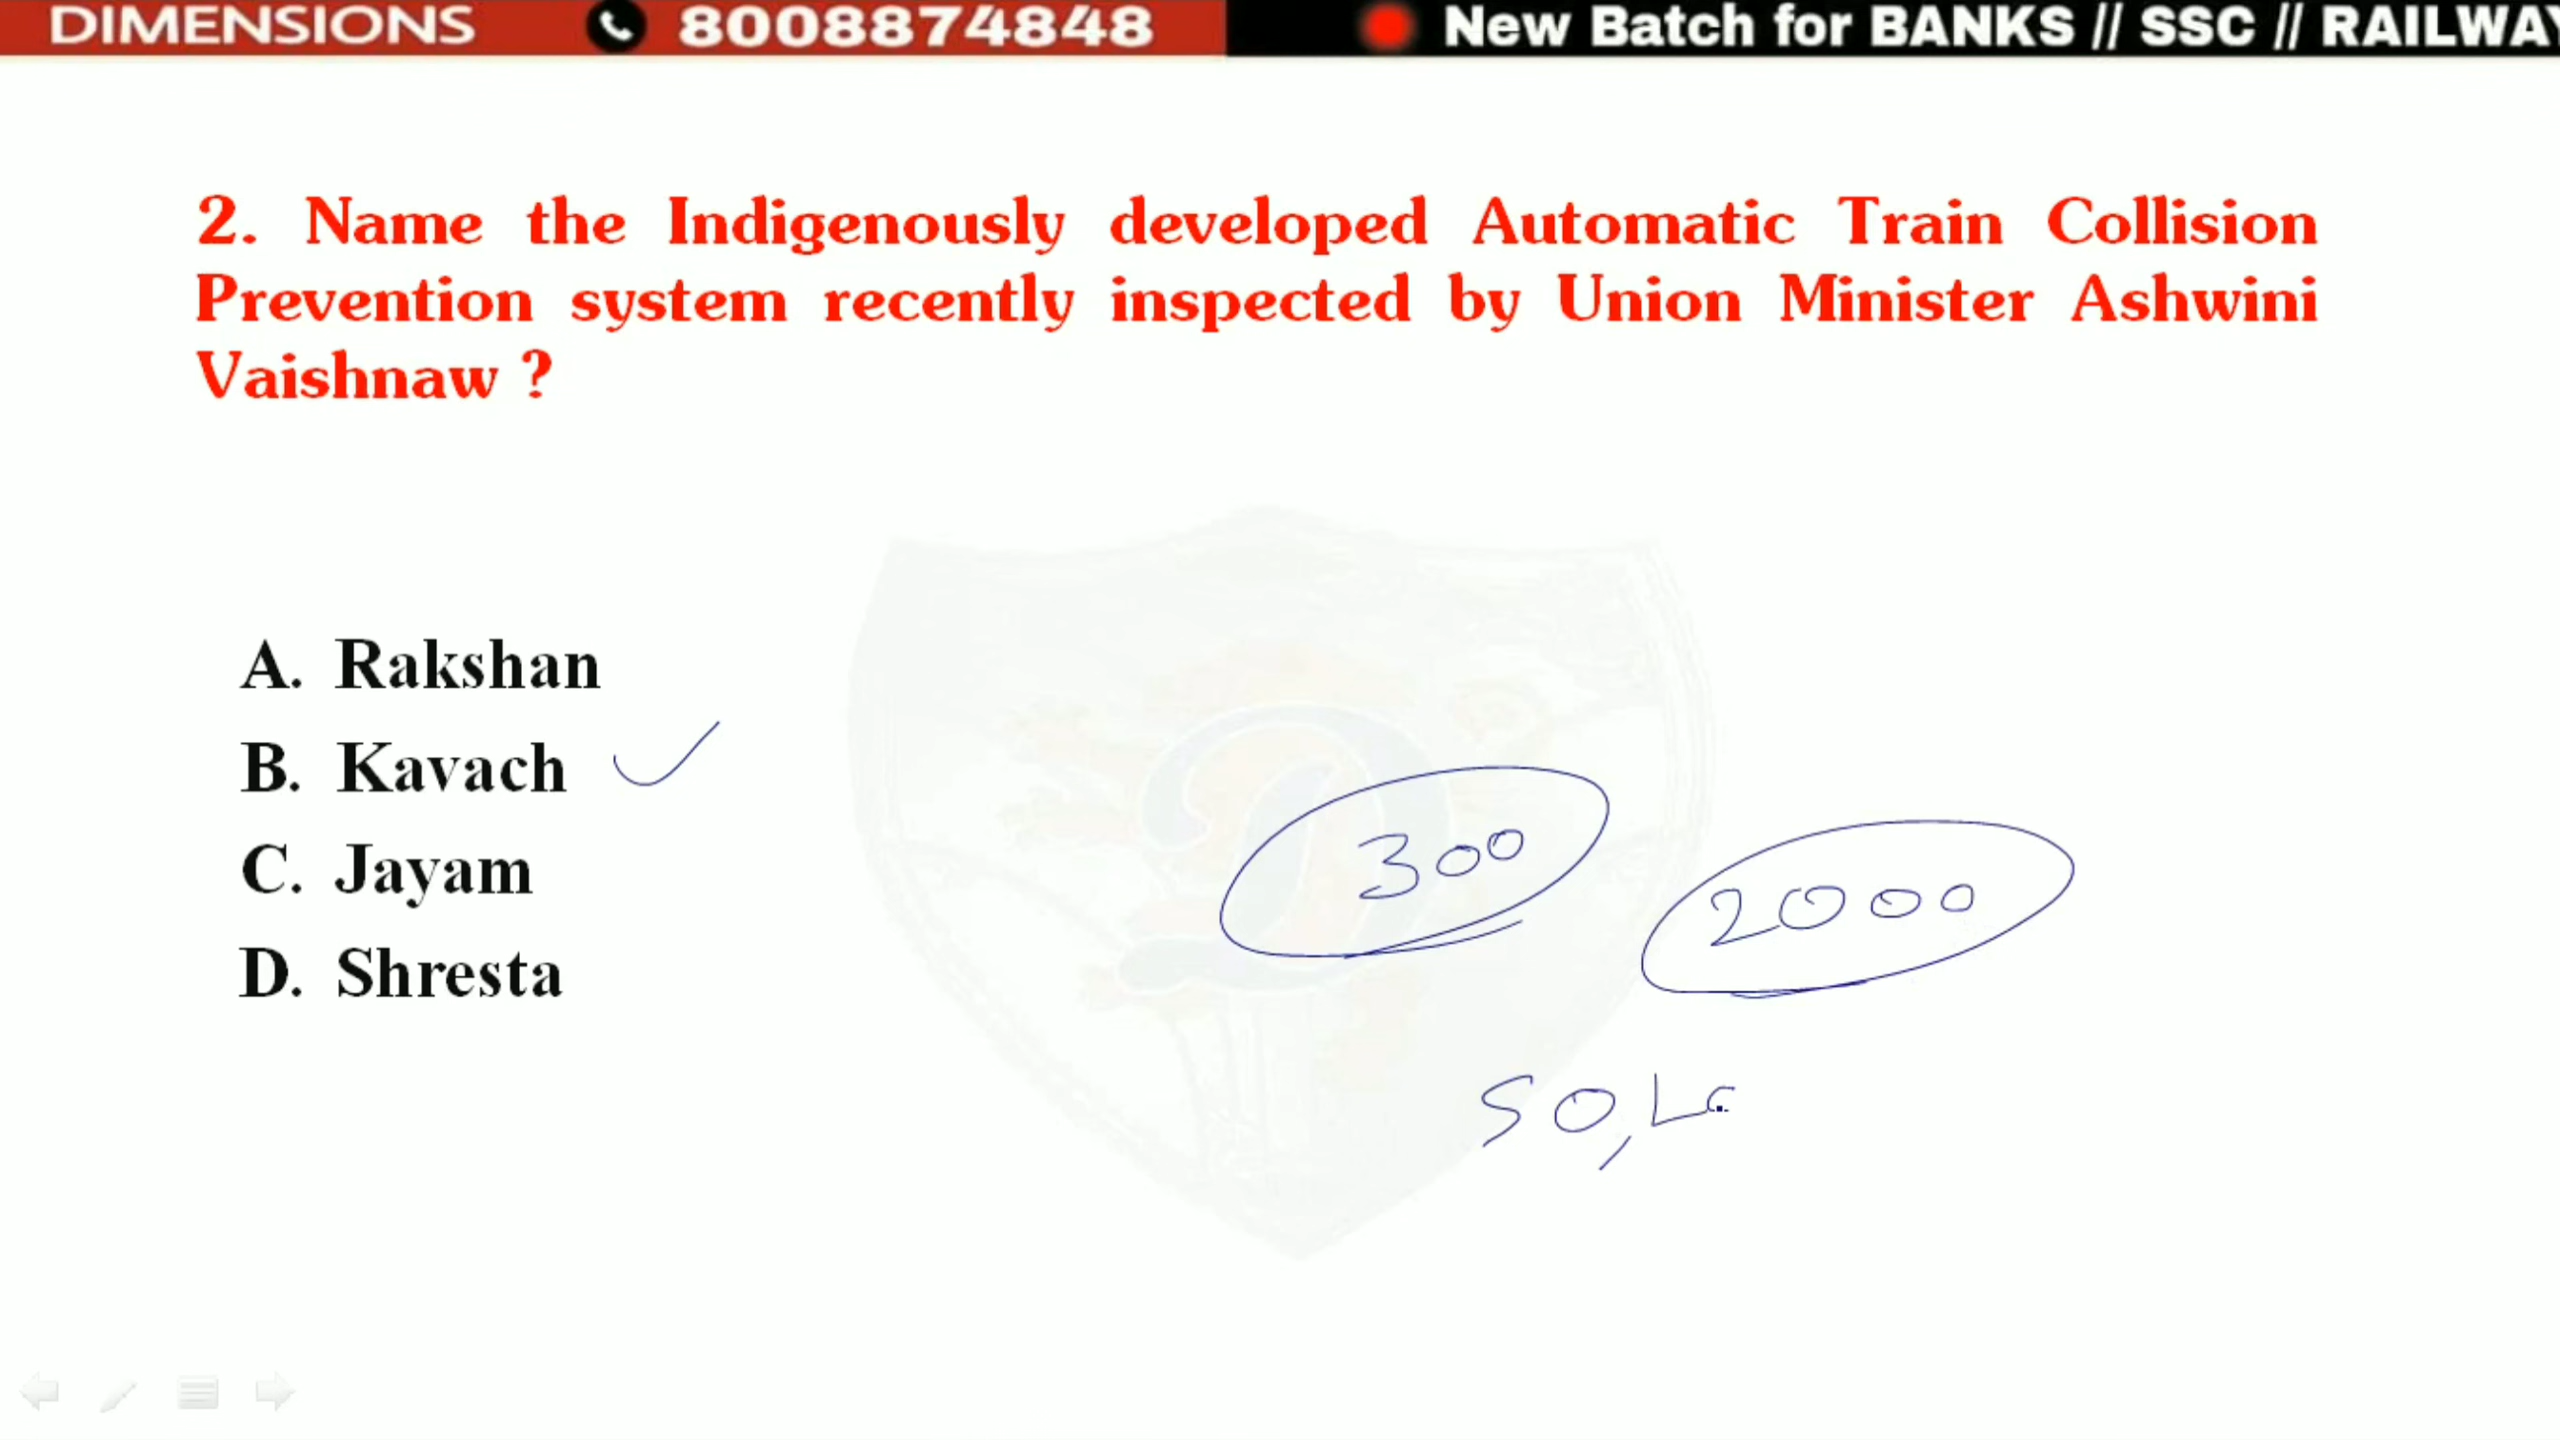 DIMENSIONS 8008874848 New Batch for BANKS // SSC // RAILWAY
2. Name the Indigenously developed Automatic Train Collision
Prevention system recently inspected by Union Minister Ashwini
Vaishnaw ?
A. Rakshan
B. Kavach
C. Jayam
D. Shresta
300
2000